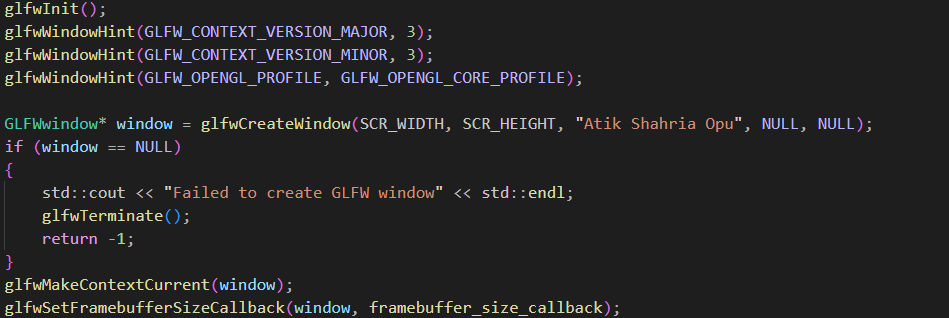 glfwInit();
glfwWindowHint(GLFW_CONTEXT_VERSION_MAJOR, 3);
glfwWindowHint(GLFW_CONTEXT_VERSION_MINOR, 3);
glfwWindowHint(GLFW_OPENGL_PROFILE, GLFW_OPENGL_CORE_PROFILE);

GLFWwindow* window = glfwCreateWindow(SCR_WIDTH, SCR_HEIGHT, "Atik Shahria Opu", NULL, NULL);
if (window == NULL)
{
    std::cout << "Failed to create GLFW window" << std::endl;
    glfwTerminate();
    return -1;
}
glfwMakeContextCurrent(window);
glfwSetFramebufferSizeCallback(window, framebuffer_size_callback);